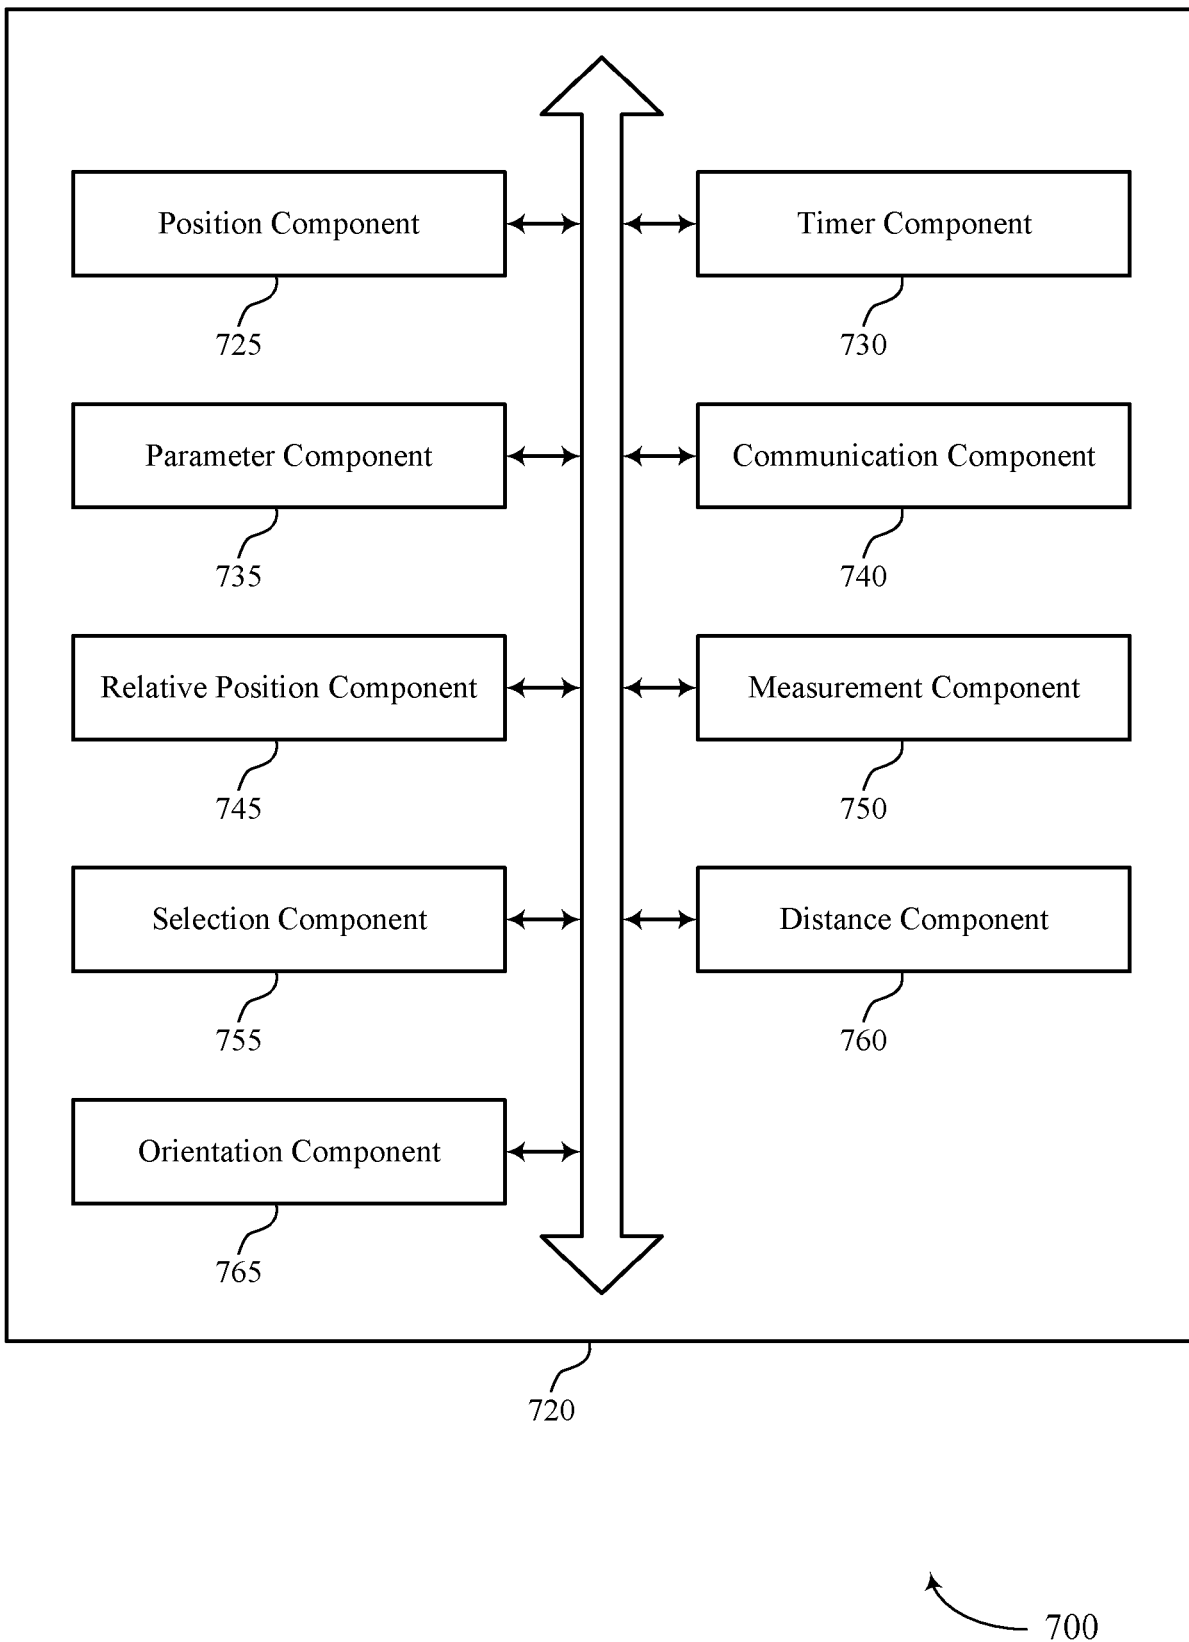 Position Component
Timer Component
725
730
Parameter Component
Communication Component
735
740
Relative Position Component
Measurement Component
745
750
Selection Component
Distance Component
755
760
Orientation Component
765
720
700